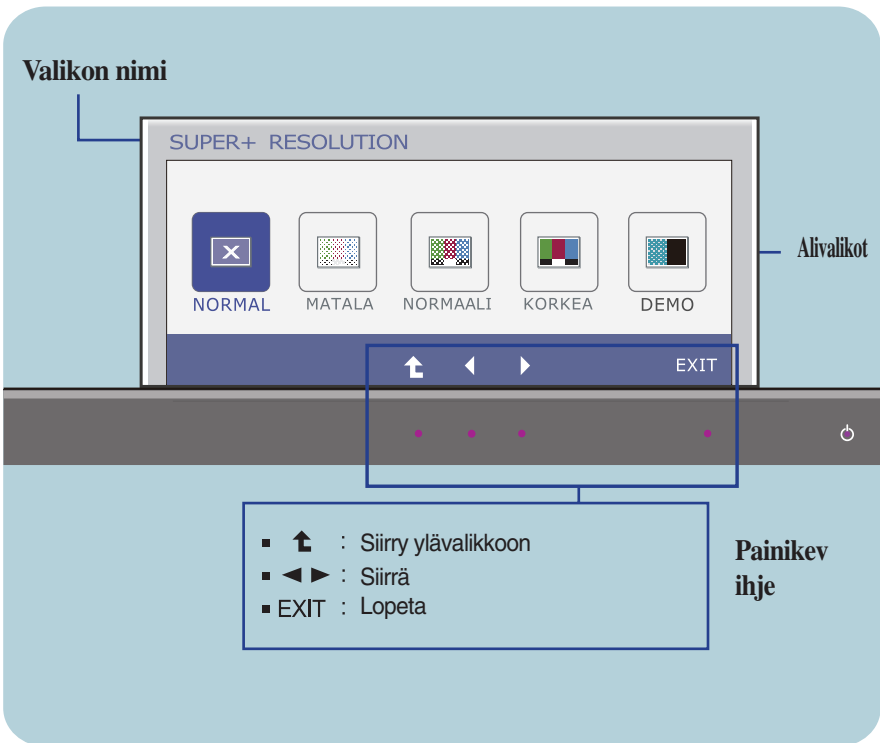 Valikon nimi
SUPER+ RESOLUTION
Alivalikot
NORMAL MATALA NORMAALI KORKEA DEMO
EXIT
: Siirry ylävalikkoon
: Siirrä
EXIT : Lopeta
Painikev
ihje